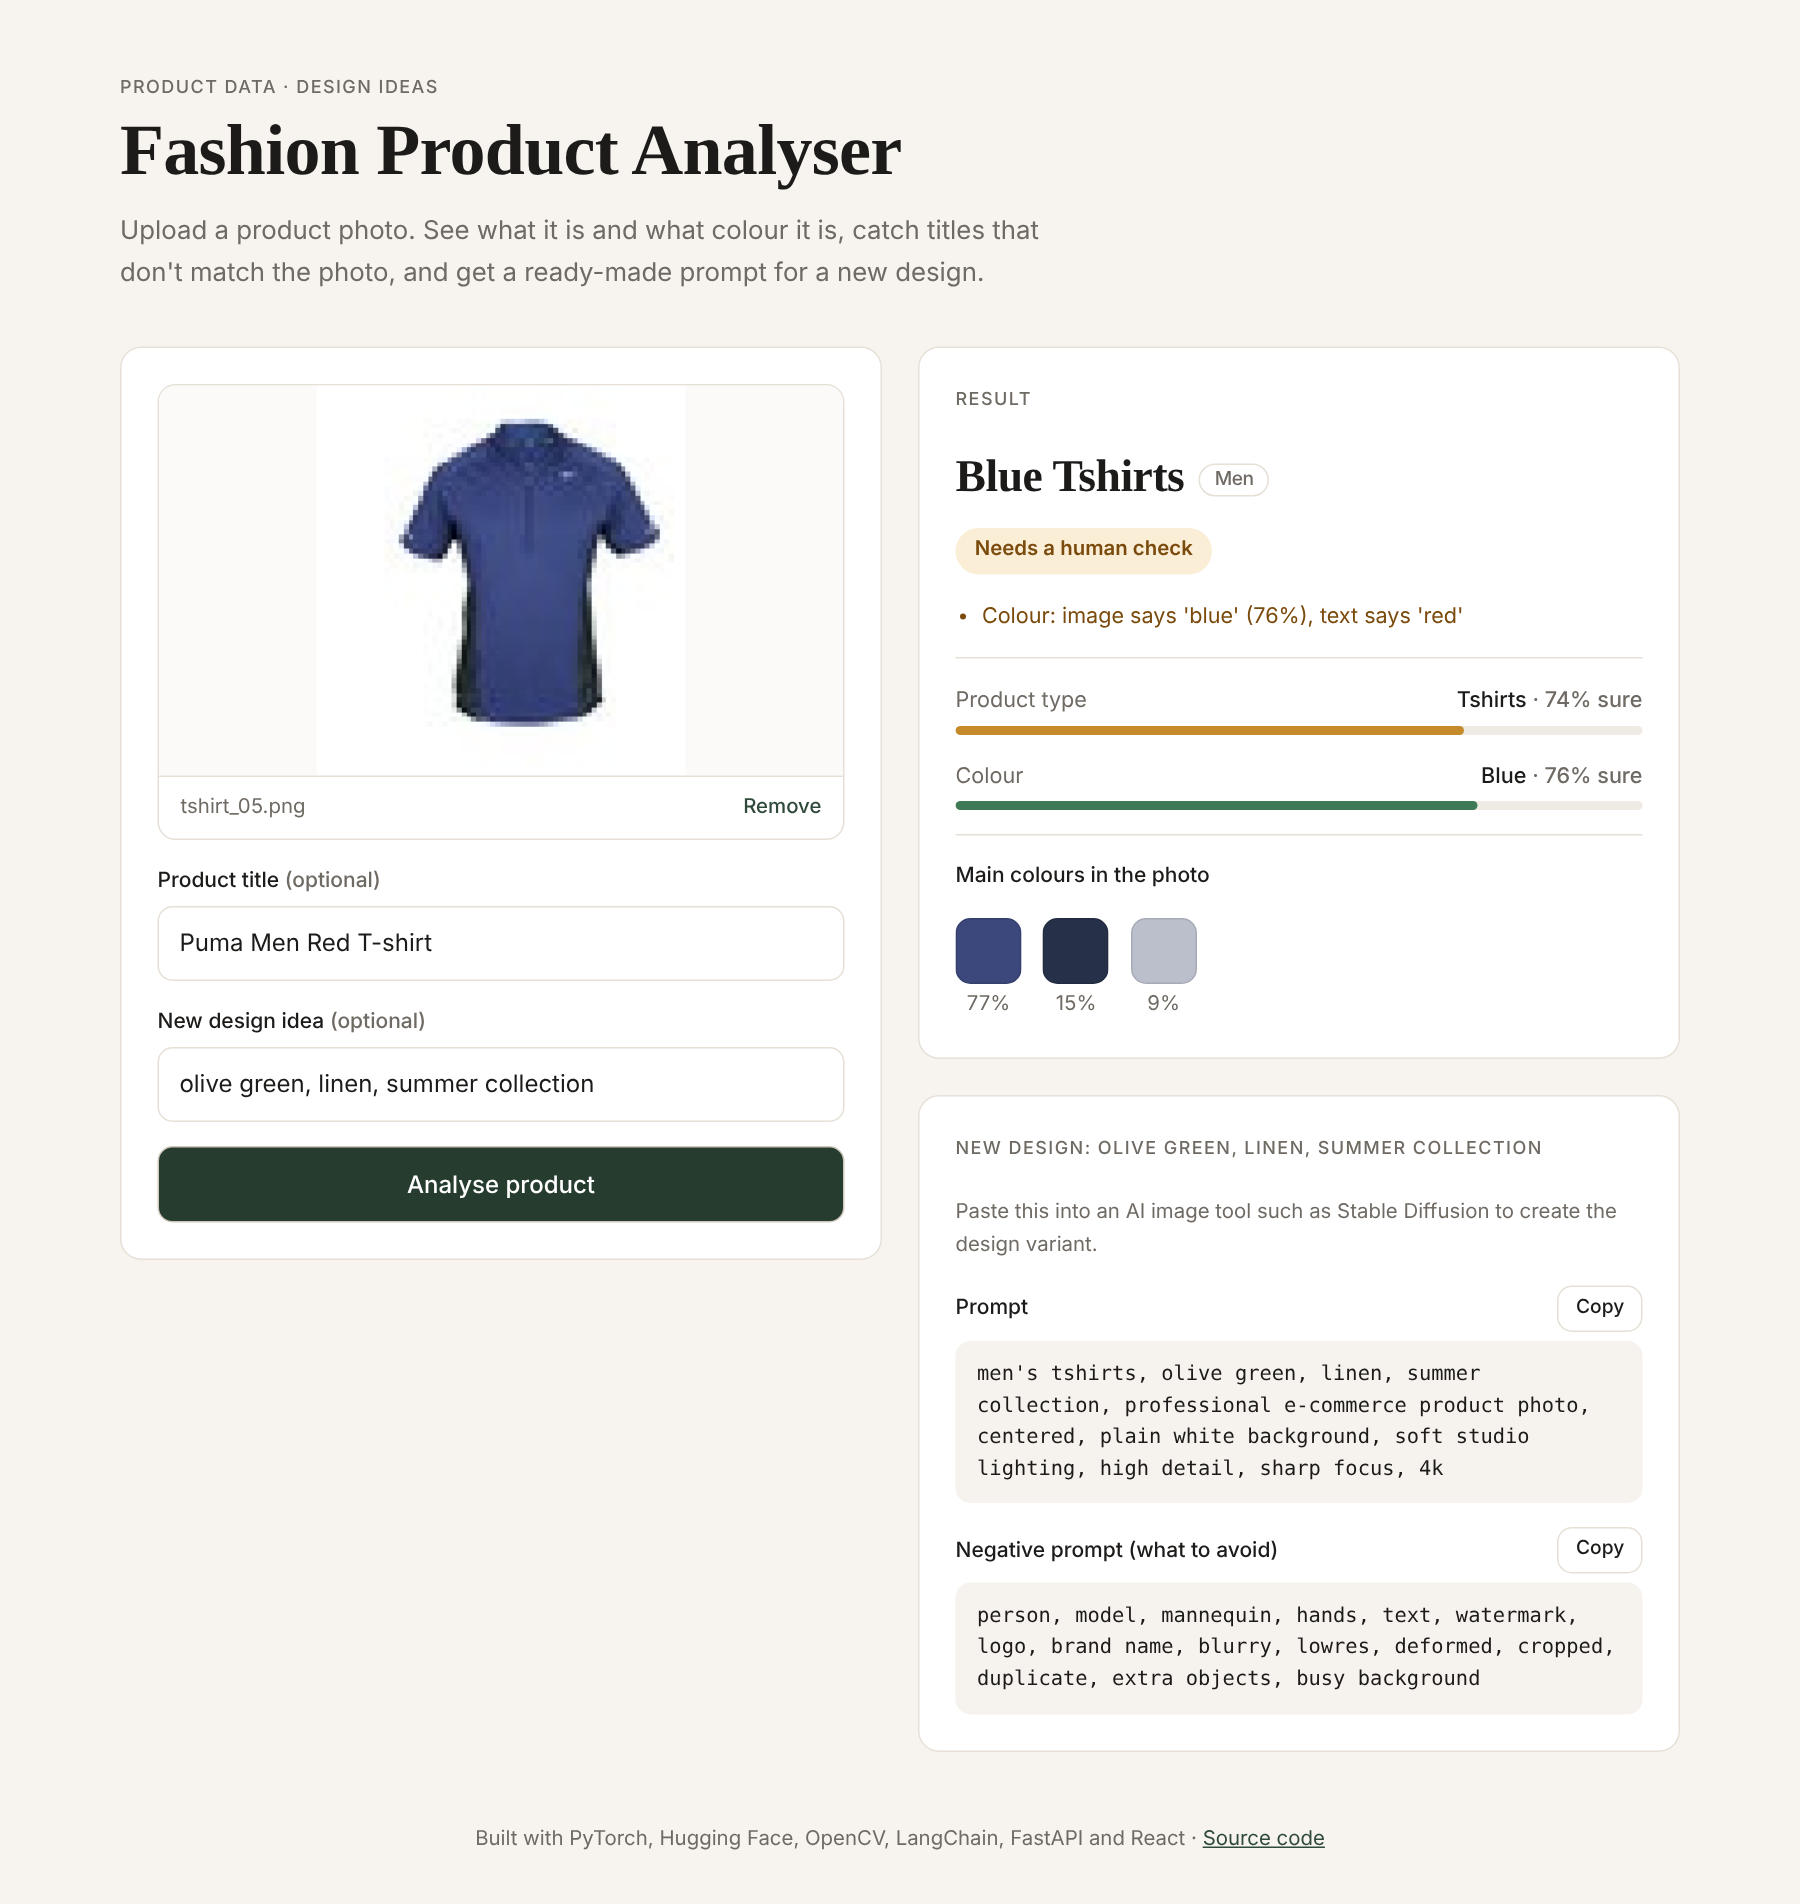 PRODUCT DATA · DESIGN IDEAS
Fashion Product Analyser
Upload a product photo. See what it is and what colour it is, catch titles that
don't match the photo, and get a ready-made prompt for a new design.
tshirt_05.png
Remove
Product title (optional)
Puma Men Red T-shirt
New design idea (optional)
olive green, linen, summer collection
Analyse product
RESULT
Blue Tshirts Men
Needs a human check
• Colour: image says 'blue' (76%), text says 'red'
Product type Tshirts · 74% sure
Colour Blue · 76% sure
Main colours in the photo
77% 15% 9%
NEW DESIGN: OLIVE GREEN, LINEN, SUMMER COLLECTION
Paste this into an AI image tool such as Stable Diffusion to create the
design variant.
Prompt Copy
men's tshirts, olive green, linen, summer
collection, professional e-commerce product photo,
centered, plain white background, soft studio
lighting, high detail, sharp focus, 4k
Negative prompt (what to avoid) Copy
person, model, mannequin, hands, text, watermark,
logo, brand name, blurry, lowres, deformed, cropped,
duplicate, extra objects, busy background
Built with PyTorch, Hugging Face, OpenCV, LangChain, FastAPI and React · Source code